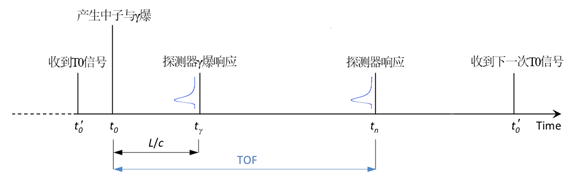 产生中子与γ爆
收到T0信号 探测器γ爆响应 探测器响应 收到下一次T0信号
t₀′ t₀ tᵧ tₙ t₀′ Time
L/c
TOF